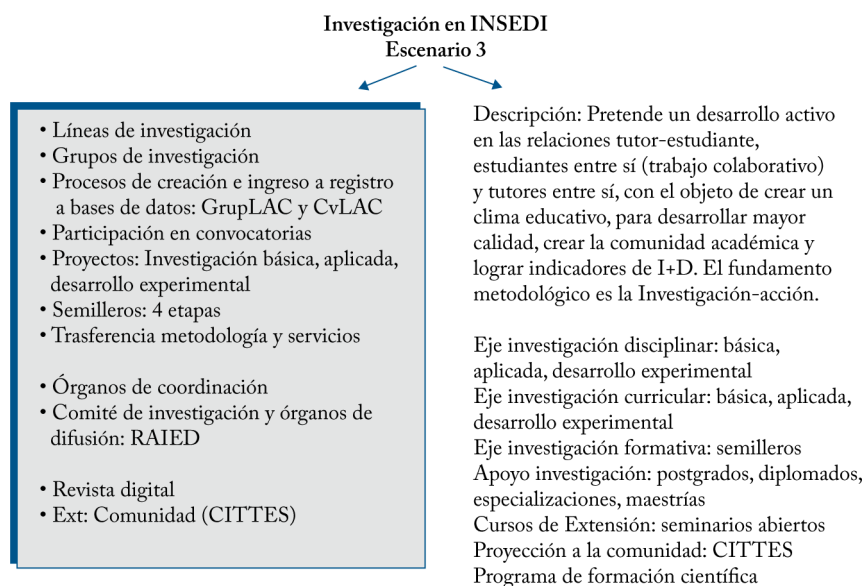 Investigación en INSEDI
Escenario 3
• Líneas de investigación
• Grupos de investigación
• Procesos de creación e ingreso a registro
a bases de datos: GrupLAC y CvLAC
• Participación en convocatorias
• Proyectos: Investigación básica, aplicada,
desarrollo experimental
• Semilleros: 4 etapas
• Trasferencia metodología y servicios
• Órganos de coordinación
• Comité de investigación y órganos de
difusión: RAIED
• Revista digital
• Ext: Comunidad (CITTES)
Descripción: Pretende un desarrollo activo
en las relaciones tutor-estudiante,
estudiantes entre sí (trabajo colaborativo)
y tutores entre sí, con el objeto de crear un
clima educativo, para desarrollar mayor
calidad, crear la comunidad académica y
lograr indicadores de I+D. El fundamento
metodológico es la Investigación-acción.
Eje investigación disciplinar: básica,
aplicada, desarrollo experimental
Eje investigación curricular: básica, aplicada,
desarrollo experimental
Eje investigación formativa: semilleros
Apoyo investigación: postgrados, diplomados,
especializaciones, maestrías
Cursos de Extensión: seminarios abiertos
Proyección a la comunidad: CITTES
Programa de formación científica